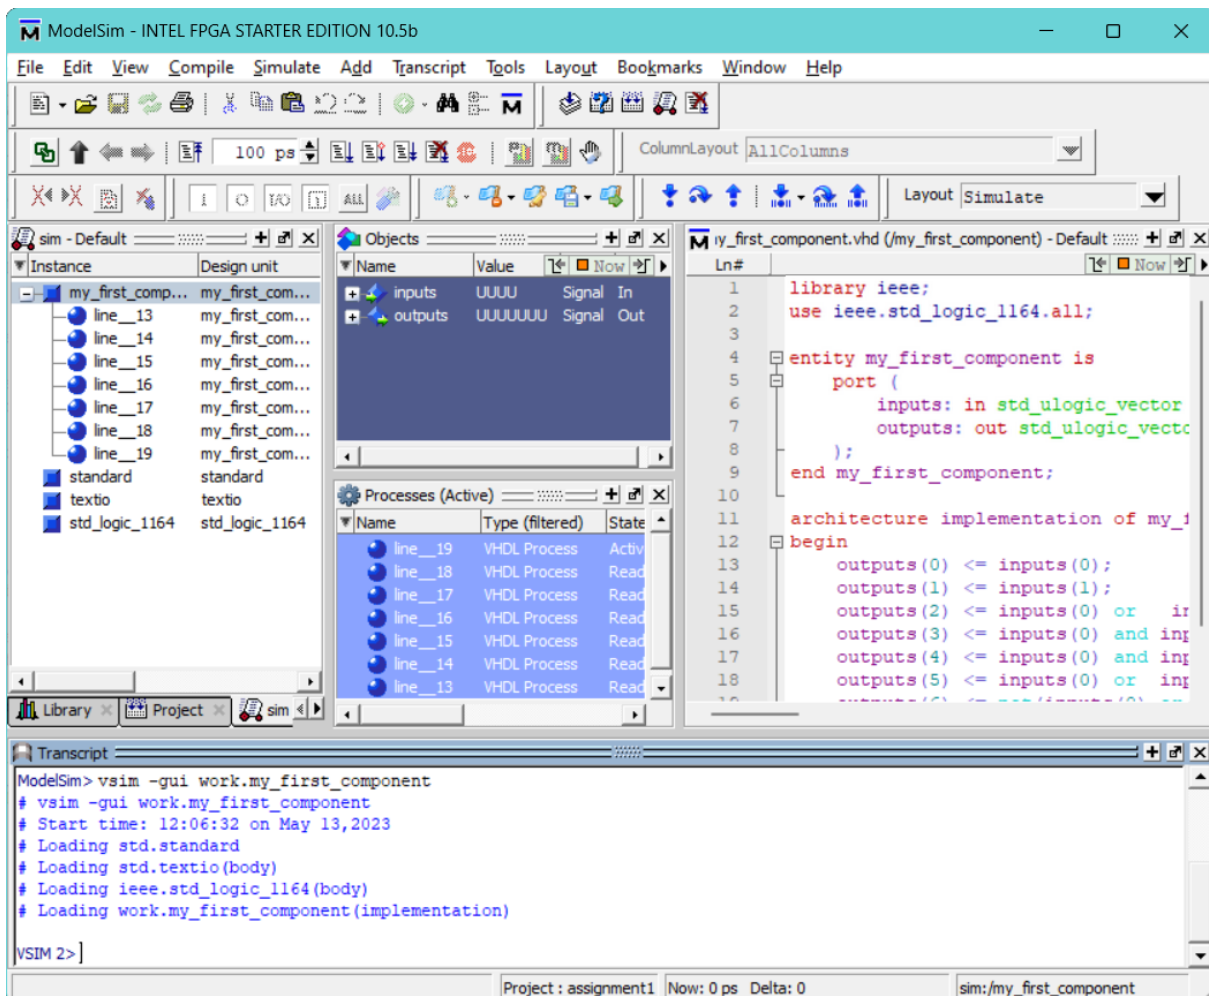 ModelSim - INTEL FPGA STARTER EDITION 10.5b
File Edit View Compile Simulate Add Transcript Tools Layout Bookmarks Window Help
100 ps
ColumnLayout AllColumns
Layout Simulate
sim - Default
Instance Design unit
my_first_comp... my_first_com...
line__13 my_first_com...
line__14 my_first_com...
line__15 my_first_com...
line__16 my_first_com...
line__17 my_first_com...
line__18 my_first_com...
line__19 my_first_com...
standard standard
textio textio
std_logic_1164 std_logic_1164
Library Project sim
Objects
Name Value Now
inputs UUUU Signal In
outputs UUUUUUU Signal Out
Processes (Active)
Name Type (filtered) State
line__19 VHDL Process Activ
line__18 VHDL Process Read
line__17 VHDL Process Read
line__16 VHDL Process Read
line__15 VHDL Process Read
line__14 VHDL Process Read
line__13 VHDL Process Read
y_first_component.vhd (/my_first_component) - Default
Ln# Now
1 library ieee;
2 use ieee.std_logic_1164.all;
3
4 entity my_first_component is
5 port (
6 inputs: in std_ulogic_vector
7 outputs: out std_ulogic_vecto
8 );
9 end my_first_component;
10
11 architecture implementation of my_f
12 begin
13 outputs(0) <= inputs(0);
14 outputs(1) <= inputs(1);
15 outputs(2) <= inputs(0) or in
16 outputs(3) <= inputs(0) and inp
17 outputs(4) <= inputs(0) and inp
18 outputs(5) <= inputs(0) or inp
Transcript
ModelSim> vsim -gui work.my_first_component
# vsim -gui work.my_first_component
# Start time: 12:06:32 on May 13,2023
# Loading std.standard
# Loading std.textio(body)
# Loading ieee.std_logic_1164(body)
# Loading work.my_first_component(implementation)
VSIM 2>
Project : assignment1 Now: 0 ps Delta: 0 sim:/my_first_component